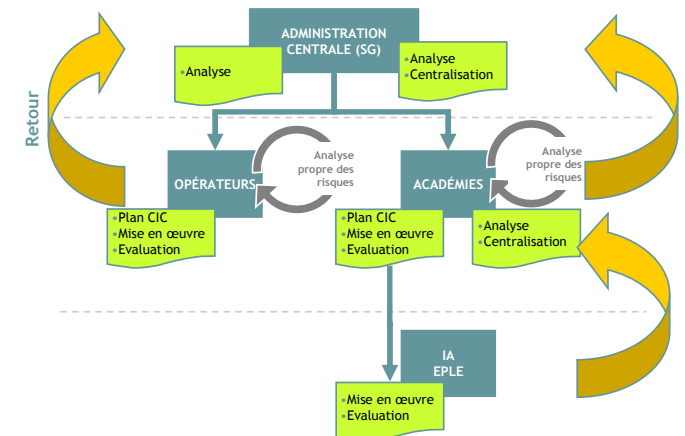 ADMINISTRATION
CENTRALE (SG)
•Analyse
•Analyse
•Centralisation
Retour
OPÉRATEURS
Analyse
propre des
risques
ACADÉMIES
Analyse
propre des
risques
•Plan CIC
•Mise en œuvre
•Evaluation
•Plan CIC
•Mise en œuvre
•Evaluation
•Analyse
•Centralisation
IA
EPLE
•Mise en œuvre
•Evaluation